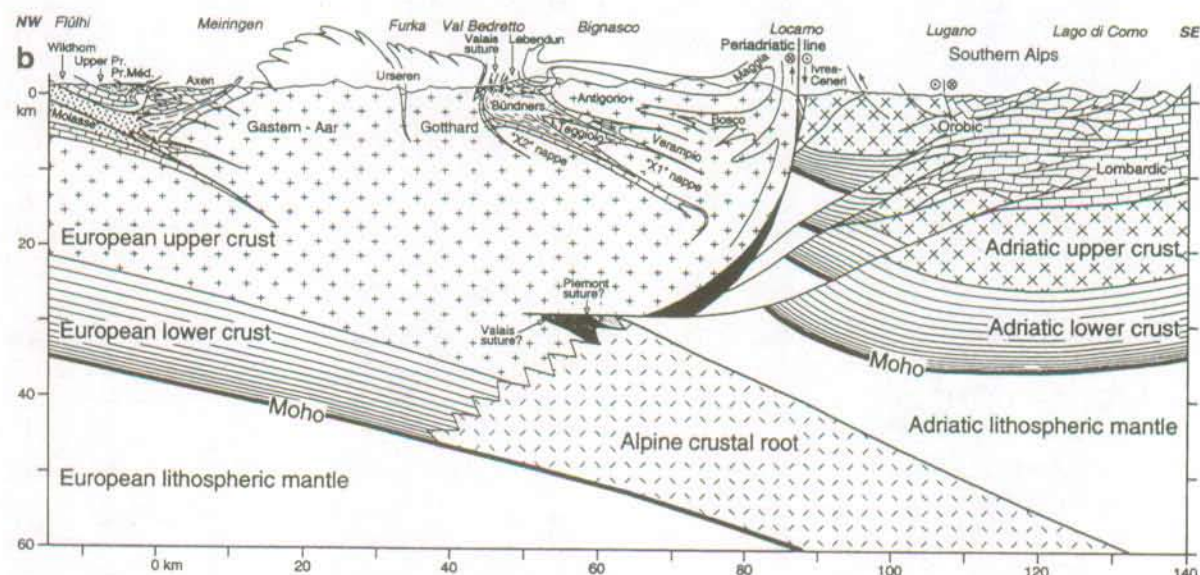 NW Flülhi Meiringen Furka Val Bedretto Bignasco Locarno Lugano Lago di Como SE
b
Wildhorn
Upper Pr.
Pr.Méd.
Axen
Valais
suture
Lebendun
Periadriatic line
Southern Alps
Maggia
Ivrea-
Ceneri
Urseren
0
km
Molasse
Gastern - Aar
Gotthard
Bündners
Antigorio
Teggiolo
Bosco
Verampio
"X2" nappe
"X1" nappe
Orobic
Lombardic
20
European upper crust
Adriatic upper crust
Piemont
suture?
Valais
suture?
European lower crust
Adriatic lower crust
Moho
Moho
40
Alpine crustal root
Adriatic lithospheric mantle
European lithospheric mantle
60
0 km 20 40 60 80 100 120 140